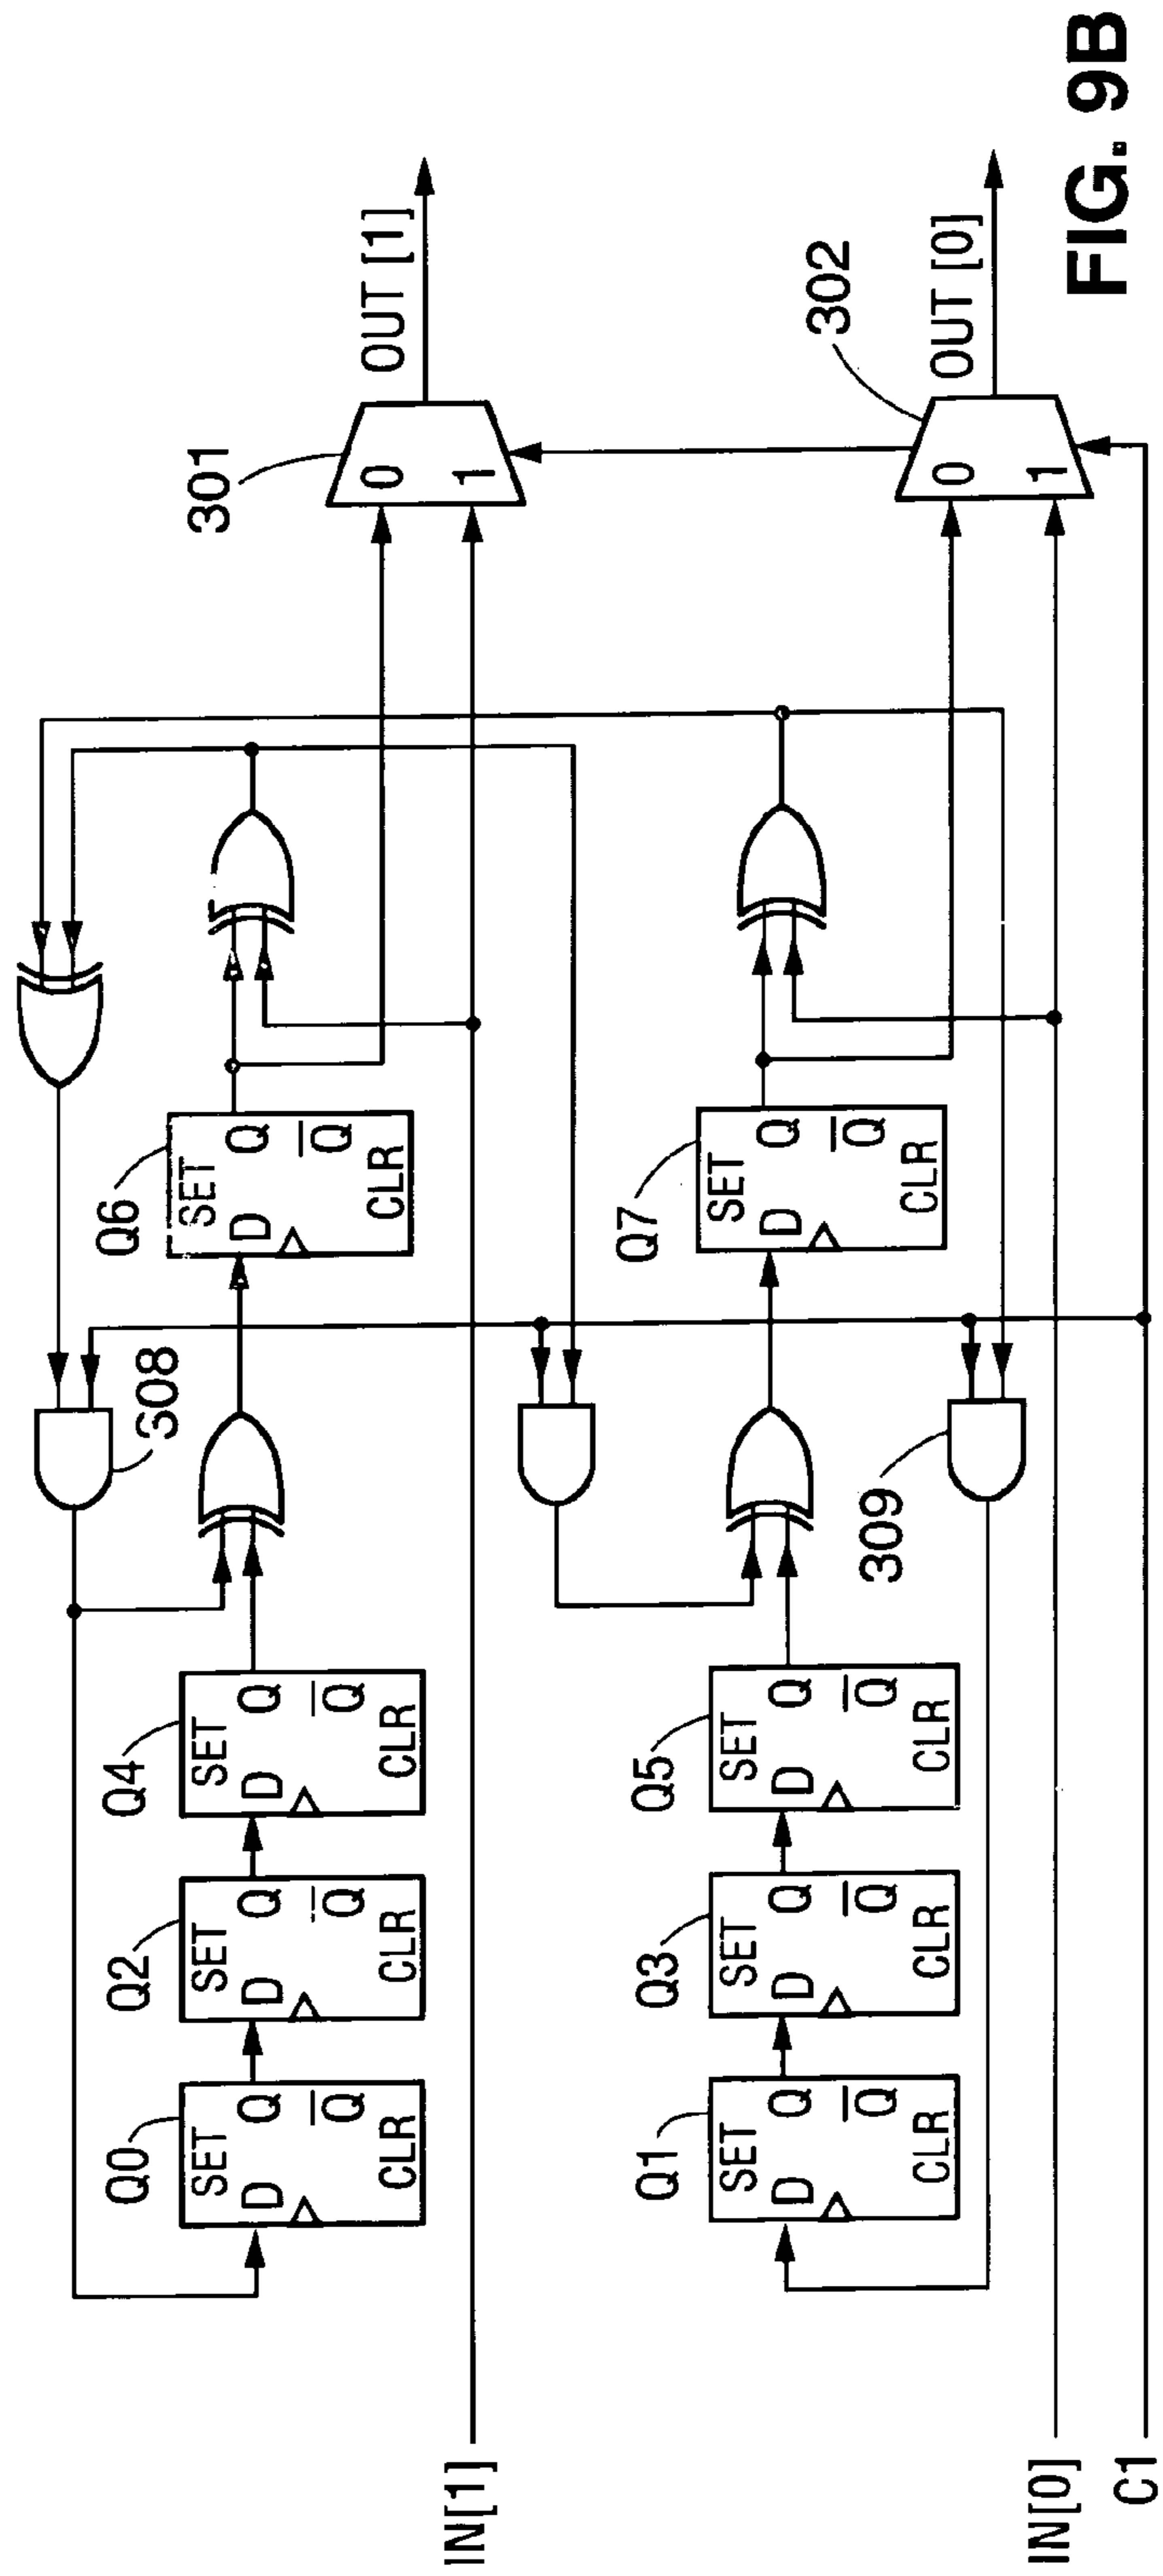 Q0
SET
D
Q
Q
CLR
Q2
SET
D
Q
Q
CLR
Q4
SET
D
Q
Q
CLR
308
Q6
SET
D
Q
Q
CLR
301
0
1
OUT [1]
IN[1]
Q1
SET
D
Q
Q
CLR
Q3
SET
D
Q
Q
CLR
Q5
SET
D
Q
Q
CLR
309
Q7
SET
D
Q
Q
CLR
302
0
1
OUT [0]
IN[0]
C1
FIG. 9B